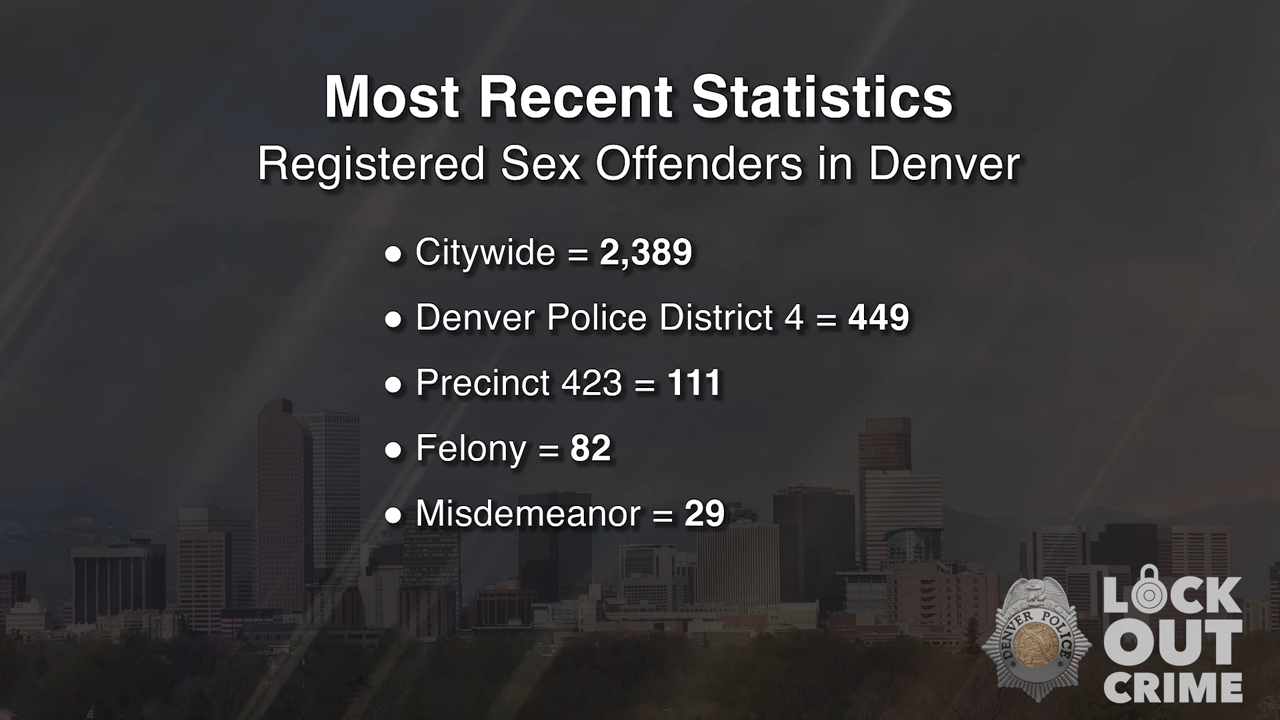 Most Recent Statistics
Registered Sex Offenders in Denver
● Citywide = 2,389
● Denver Police District 4 = 449
● Precinct 423 = 111
● Felony = 82
● Misdemeanor = 29
DENVER POLICE
LOCK
OUT
CRIME